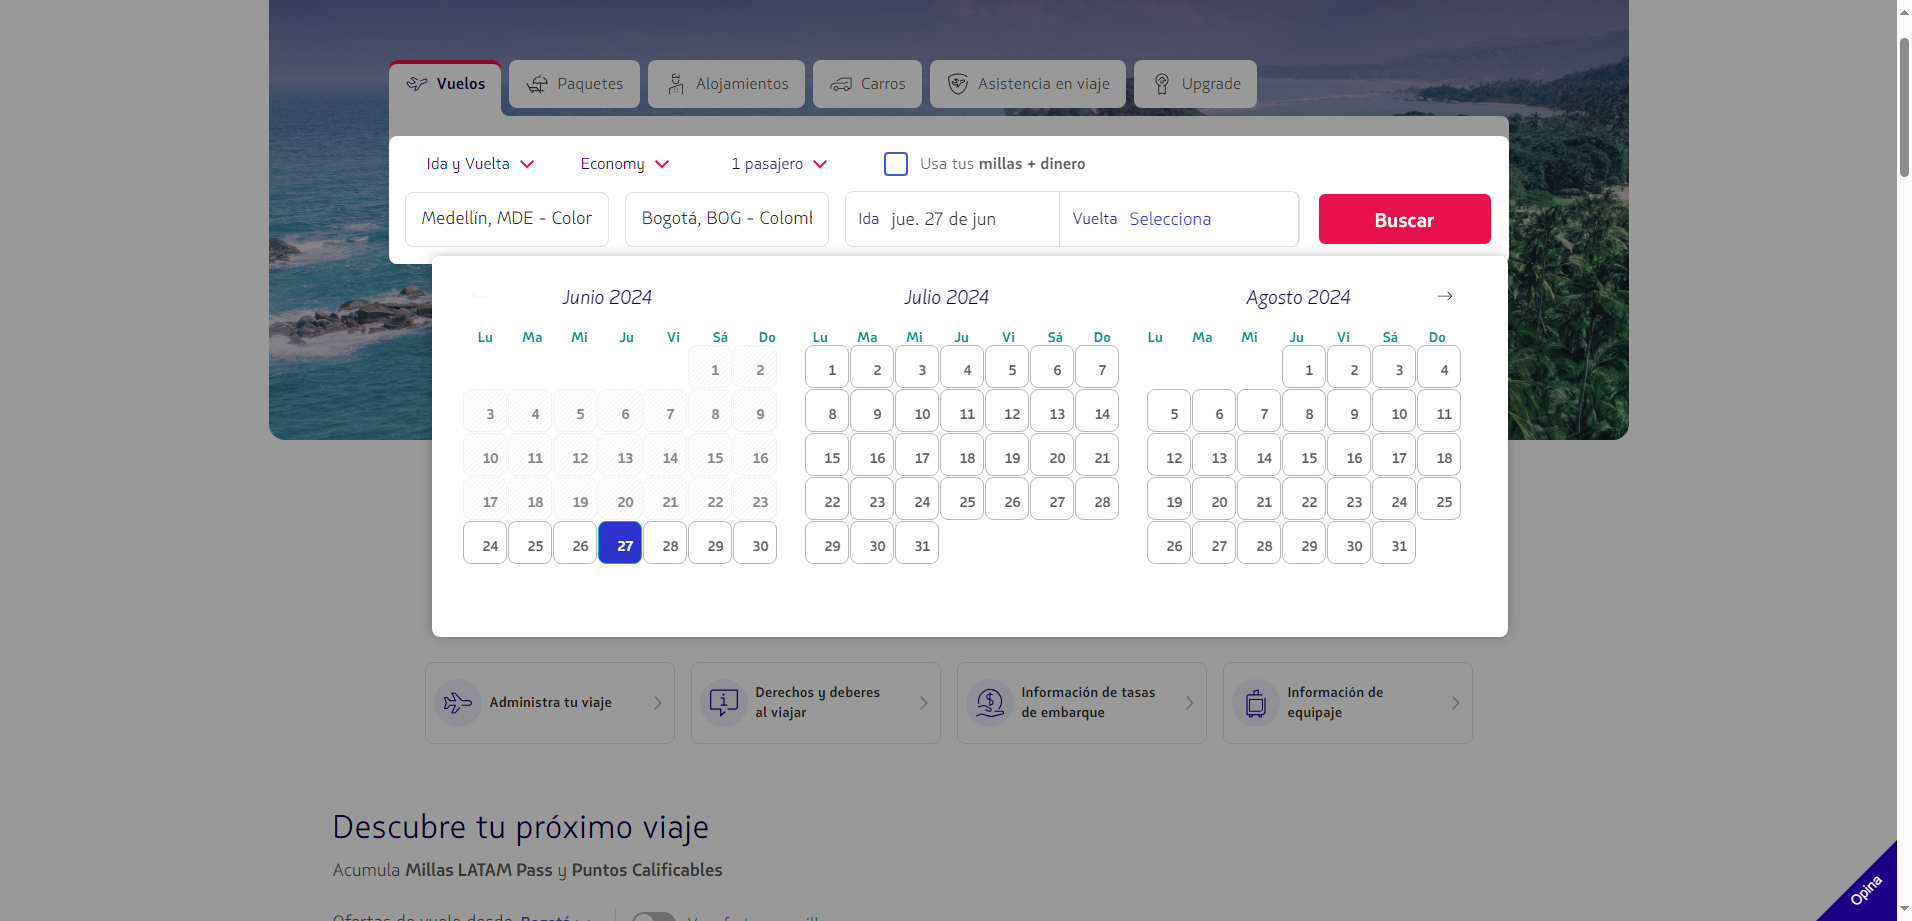 Vuelos Paquetes Alojamientos Carros Asistencia en viaje Upgrade
Ida y Vuelta Economy 1 pasajero Usa tus millas + dinero
Medellín, MDE - Color Bogotá, BOG - Colom Ida jue. 27 de jun Vuelta Selecciona Buscar
Junio 2024 Julio 2024 Agosto 2024
Lu Ma Mi Ju Vi Sá Do Lu Ma Mi Ju Vi Sá Do Lu Ma Mi Ju Vi Sá Do
1 2 1 2 3 4 5 6 7 1 2 3 4
3 4 5 6 7 8 9 8 9 10 11 12 13 14 5 6 7 8 9 10 11
10 11 12 13 14 15 16 15 16 17 18 19 20 21 12 13 14 15 16 17 18
17 18 19 20 21 22 23 22 23 24 25 26 27 28 19 20 21 22 23 24 25
24 25 26 27 28 29 30 29 30 31 26 27 28 29 30 31
Administra tu viaje
Derechos y deberes
al viajar
Información de tasas
de embarque
Información de
equipaje
Descubre tu próximo viaje
Acumula Millas LATAM Pass y Puntos Calificables
Ofertas de vuelo desde Bogotá
Opina